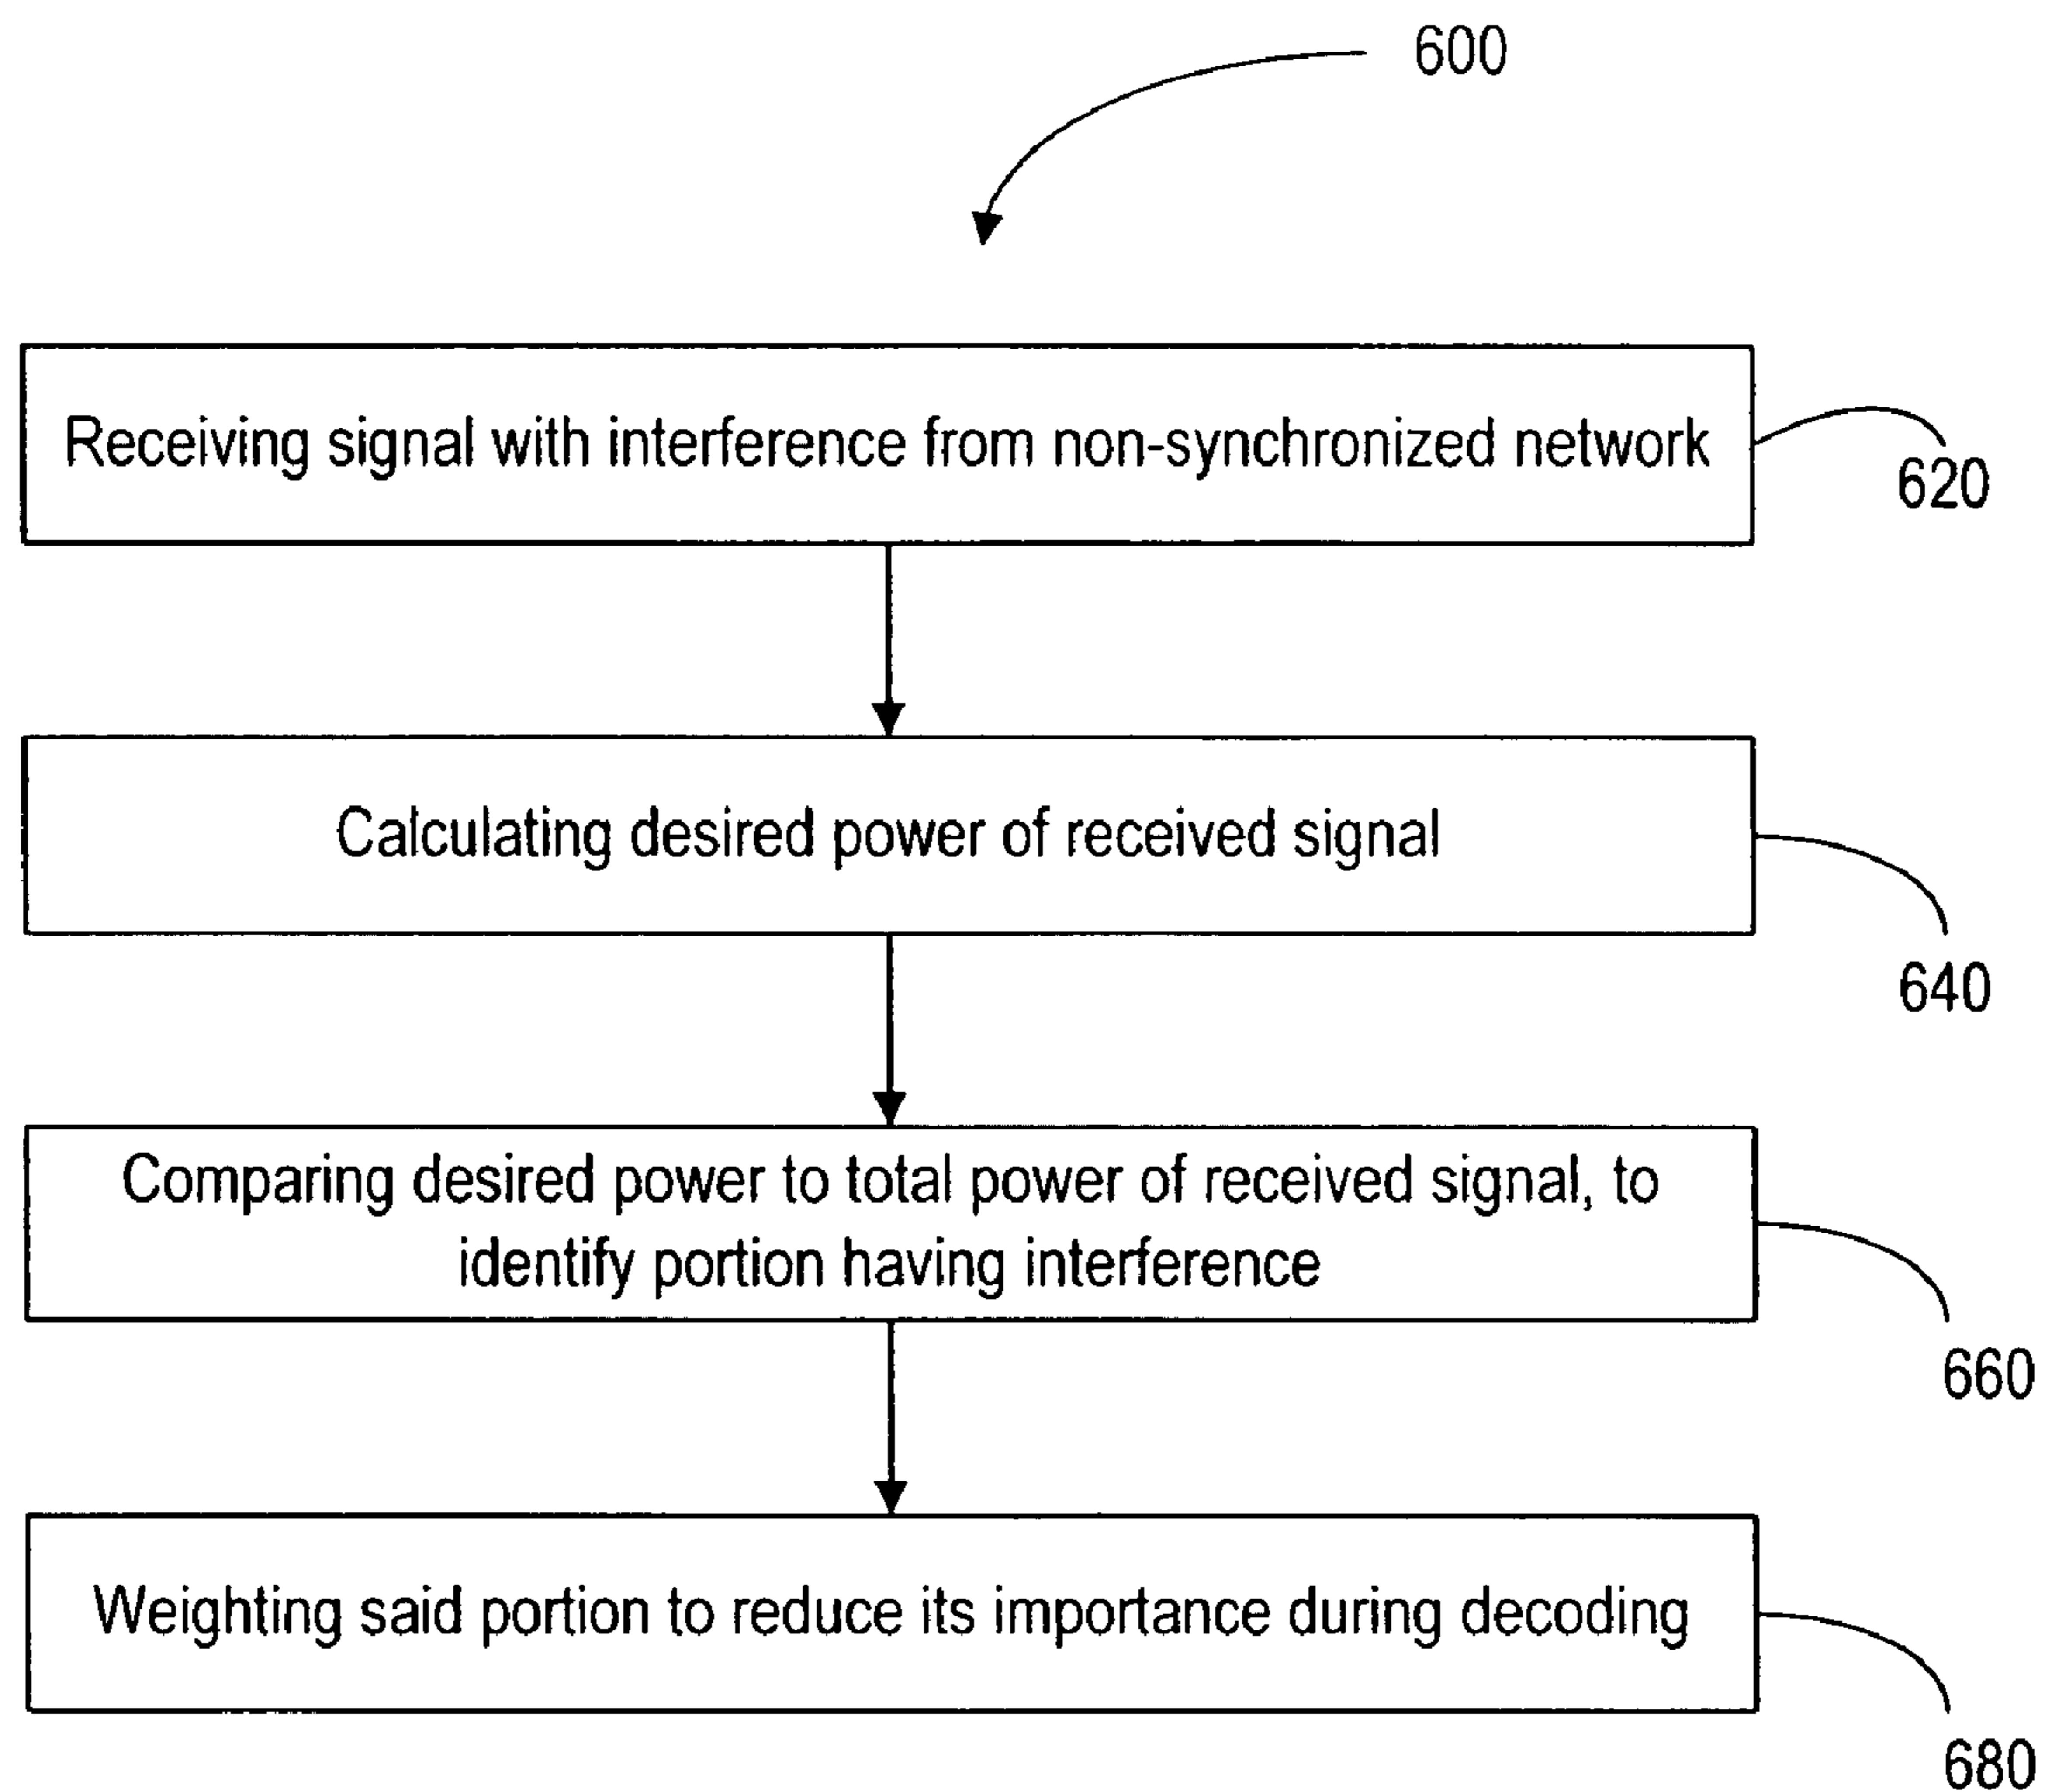 600
Receiving signal with interference from non-synchronized network
620
Calculating desired power of received signal
640
Comparing desired power to total power of received signal, to
identify portion having interference
660
Weighting said portion to reduce its importance during decoding
680